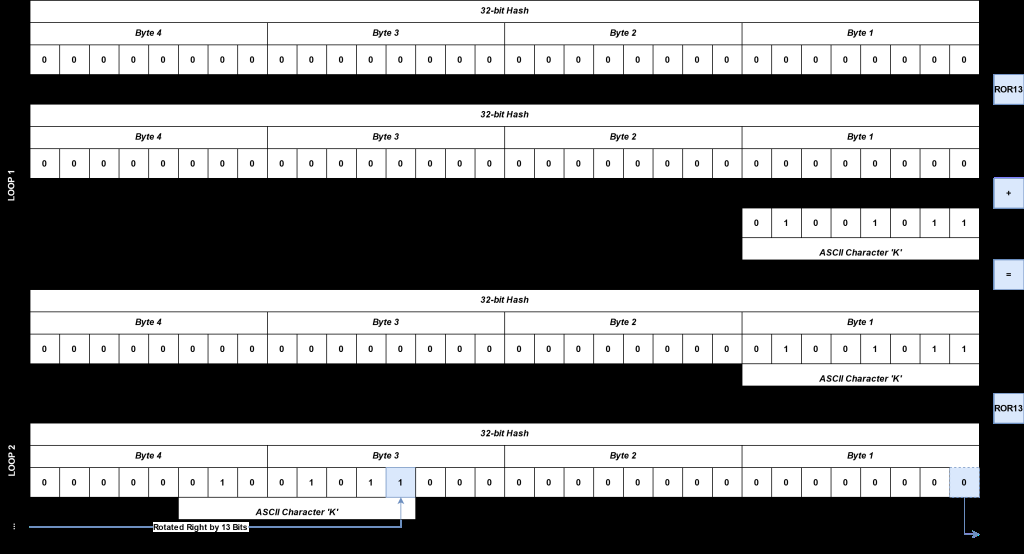 32-bit Hash
Byte 4 Byte 3 Byte 2 Byte 1
0 0 0 0 0 0 0 0 0 0 0 0 0 0 0 0 0 0 0 0 0 0 0 0 0 0 0 0 0 0 0 0
ROR13
LOOP 1
32-bit Hash
Byte 4 Byte 3 Byte 2 Byte 1
0 0 0 0 0 0 0 0 0 0 0 0 0 0 0 0 0 0 0 0 0 0 0 0 0 0 0 0 0 0 0 0
+
0 1 0 0 1 0 1 1
ASCII Character 'K'
=
32-bit Hash
Byte 4 Byte 3 Byte 2 Byte 1
0 0 0 0 0 0 0 0 0 0 0 0 0 0 0 0 0 0 0 0 0 0 0 0 0 1 0 0 1 0 1 1
ASCII Character 'K'
ROR13
LOOP 2
32-bit Hash
Byte 4 Byte 3 Byte 2 Byte 1
0 0 0 0 0 0 1 0 0 1 0 1 1 0 0 0 0 0 0 0 0 0 0 0 0 0 0 0 0 0 0 0
ASCII Character 'K'
...
Rotated Right by 13 Bits